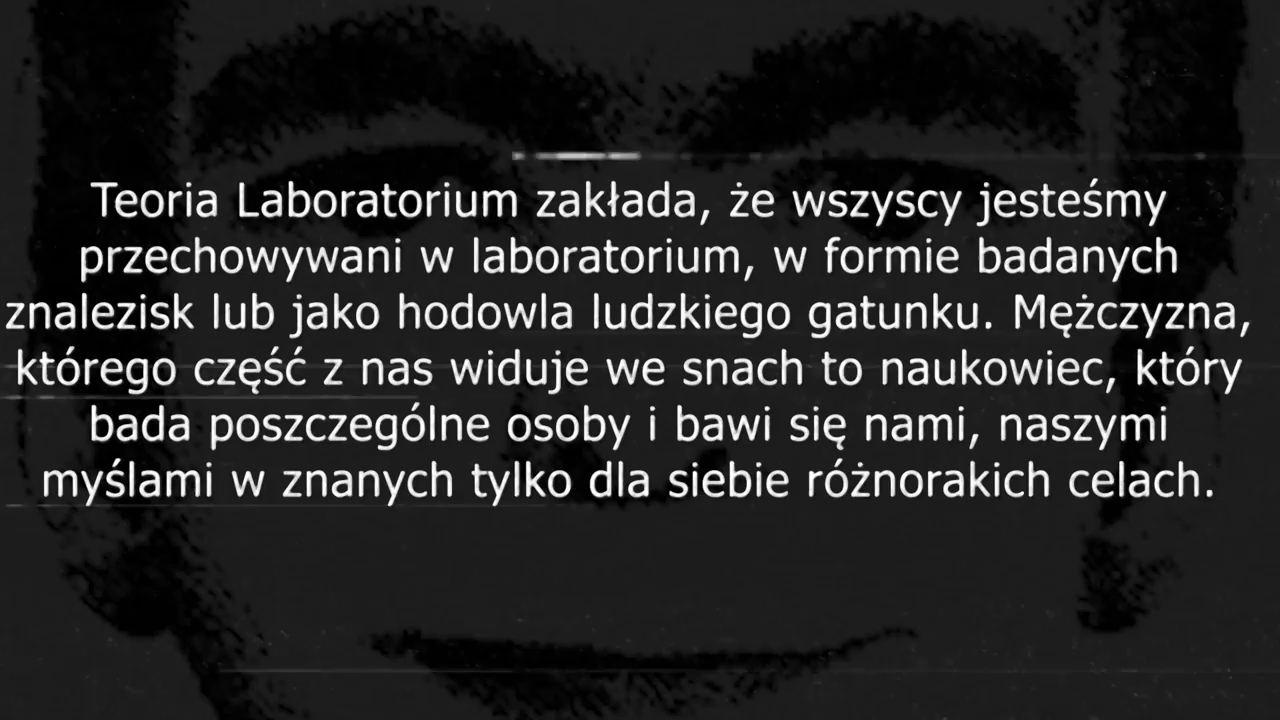 Teoria Laboratorium zakłada, że wszyscy jesteśmy
przechowywani w laboratorium, w formie badanych
znalezisk lub jako hodowla ludzkiego gatunku. Mężczyzna,
którego część z nas widuje we snach to naukowiec, który
bada poszczególne osoby i bawi się nami, naszymi
myślami w znanych tylko dla siebie różnorakich celach.